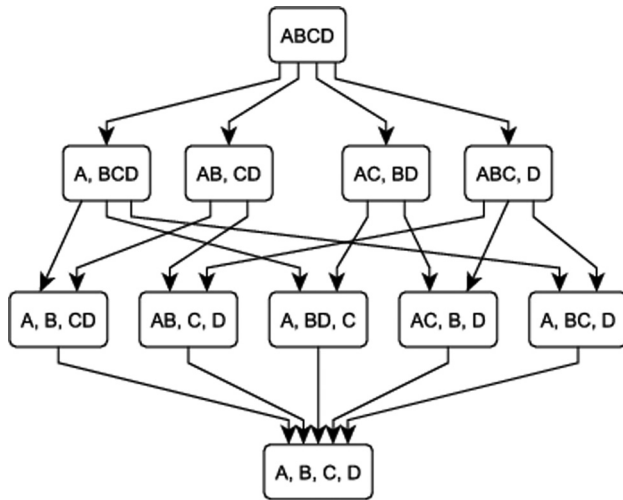 ABCD
A, BCD
AB, CD
AC, BD
ABC, D
A, B, CD
AB, C, D
A, BD, C
AC, B, D
A, BC, D
A, B, C, D